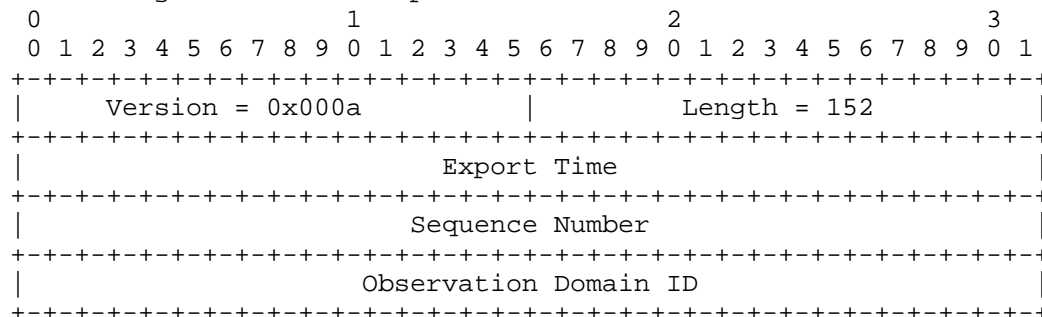 0                   1                   2                   3
 0 1 2 3 4 5 6 7 8 9 0 1 2 3 4 5 6 7 8 9 0 1 2 3 4 5 6 7 8 9 0 1
+-+-+-+-+-+-+-+-+-+-+-+-+-+-+-+-+-+-+-+-+-+-+-+-+-+-+-+-+-+-+-+-+
|     Version = 0x000a          |         Length = 152          |
+-+-+-+-+-+-+-+-+-+-+-+-+-+-+-+-+-+-+-+-+-+-+-+-+-+-+-+-+-+-+-+-+
|                          Export Time                          |
+-+-+-+-+-+-+-+-+-+-+-+-+-+-+-+-+-+-+-+-+-+-+-+-+-+-+-+-+-+-+-+-+
|                        Sequence Number                        |
+-+-+-+-+-+-+-+-+-+-+-+-+-+-+-+-+-+-+-+-+-+-+-+-+-+-+-+-+-+-+-+-+
|                     Observation Domain ID                     |
+-+-+-+-+-+-+-+-+-+-+-+-+-+-+-+-+-+-+-+-+-+-+-+-+-+-+-+-+-+-+-+-+